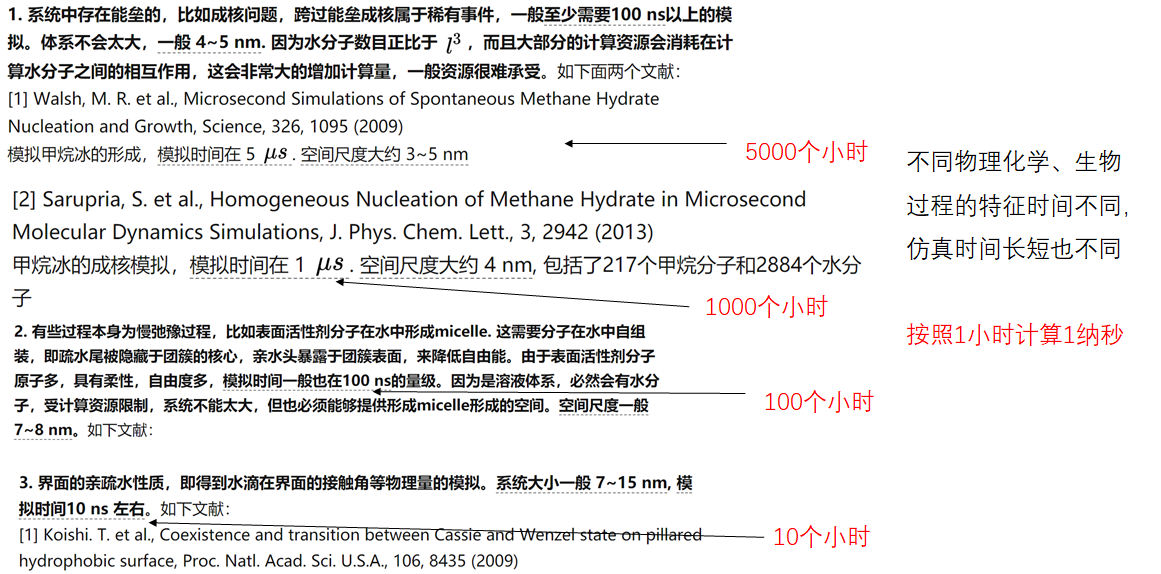 1. 系统中存在能垒的，比如成核问题，跨过能垒成核属于稀有事件，一般至少需要100 ns以上的模
拟。体系不会太大，一般 4~5 nm. 因为水分子数目正比于 l³ ，而且大部分的计算资源会消耗在计
算水分子之间的相互作用，这会非常大的增加计算量，一般资源很难承受。如下面两个文献：
[1] Walsh, M. R. et al., Microsecond Simulations of Spontaneous Methane Hydrate
Nucleation and Growth, Science, 326, 1095 (2009)
模拟甲烷冰的形成，模拟时间在 5 μs . 空间尺度大约 3~5 nm
5000个小时
不同物理化学、生物
过程的特征时间不同,
仿真时间长短也不同
[2] Sarupria, S. et al., Homogeneous Nucleation of Methane Hydrate in Microsecond
Molecular Dynamics Simulations, J. Phys. Chem. Lett., 3, 2942 (2013)
甲烷冰的成核模拟，模拟时间在 1 μs . 空间尺度大约 4 nm, 包括了217个甲烷分子和2884个水分
子
1000个小时
按照1小时计算1纳秒
2. 有些过程本身为慢弛豫过程，比如表面活性剂分子在水中形成micelle. 这需要分子在水中自组
装，即疏水尾被隐藏于团簇的核心，亲水头暴露于团簇表面，来降低自由能。由于表面活性剂分子
原子多，具有柔性，自由度多，模拟时间一般也在100 ns的量级。因为是溶液体系，必然会有水分
子，受计算资源限制，系统不能太大，但也必须能够提供形成micelle形成的空间。空间尺度一般
7~8 nm。如下文献：
100个小时
3. 界面的亲疏水性质，即得到水滴在界面的接触角等物理量的模拟。系统大小一般 7~15 nm, 模
拟时间10 ns 左右。如下文献：
[1] Koishi. T. et al., Coexistence and transition between Cassie and Wenzel state on pillared
hydrophobic surface, Proc. Natl. Acad. Sci. U.S.A., 106, 8435 (2009)
10个小时